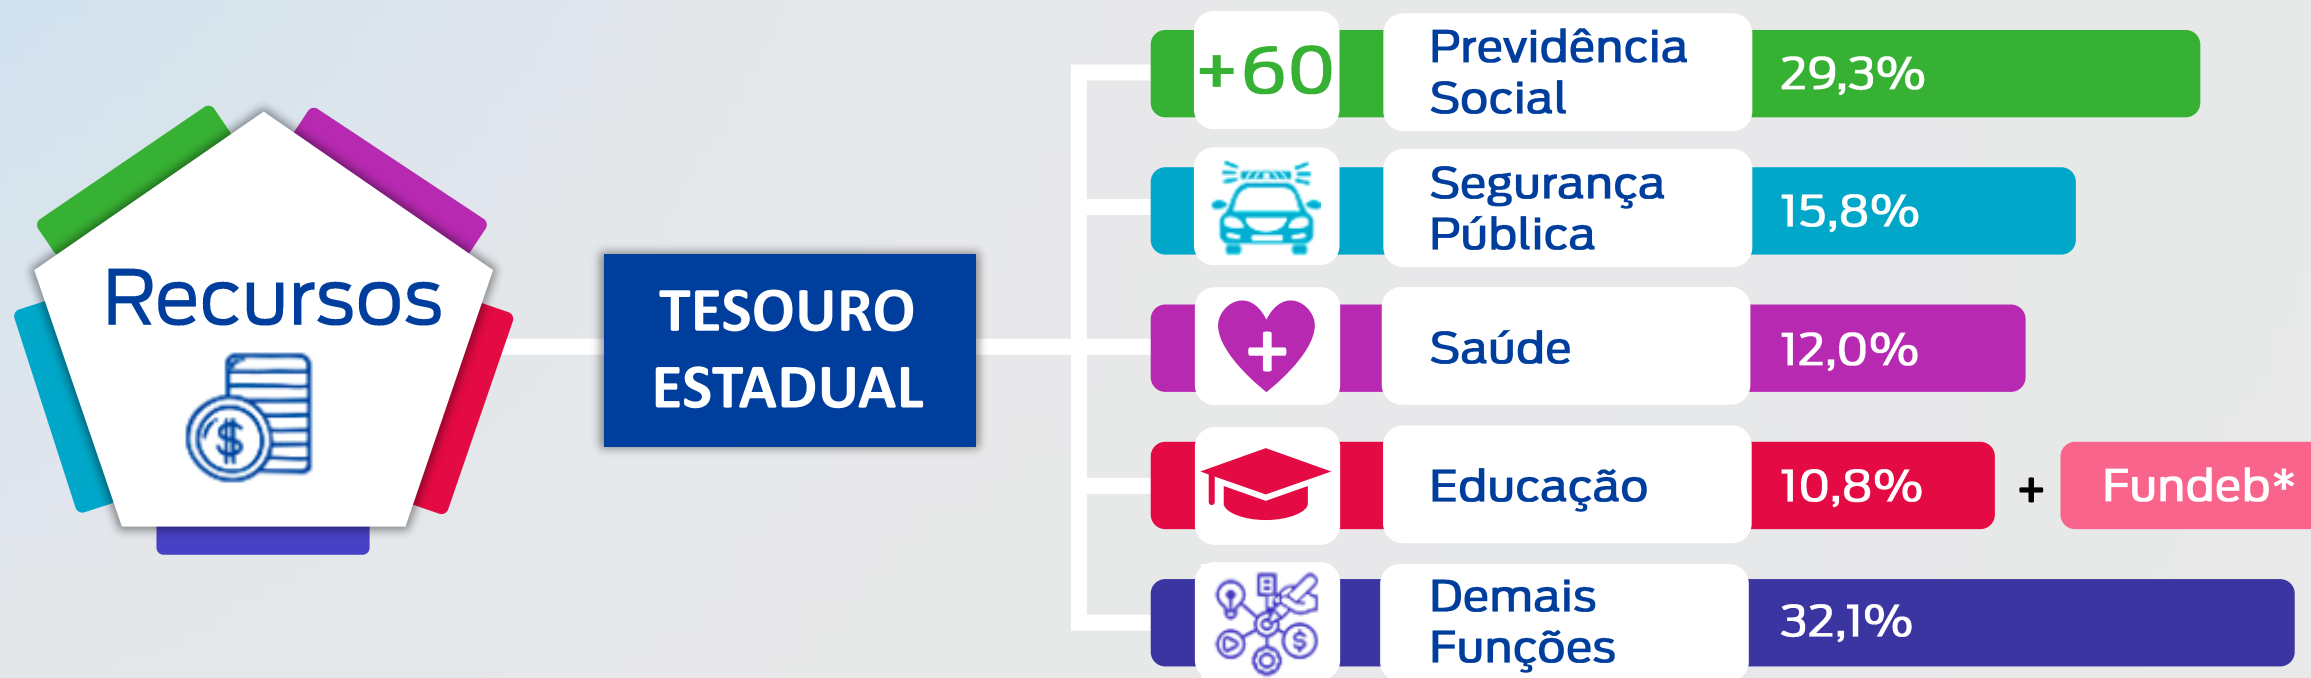 Recursos
TESOURO
ESTADUAL
+60
Previdência
Social
29,3%
Segurança
Pública
15,8%
Saúde
12,0%
Educação
10,8%
+
Fundeb*
Demais
Funções
32,1%